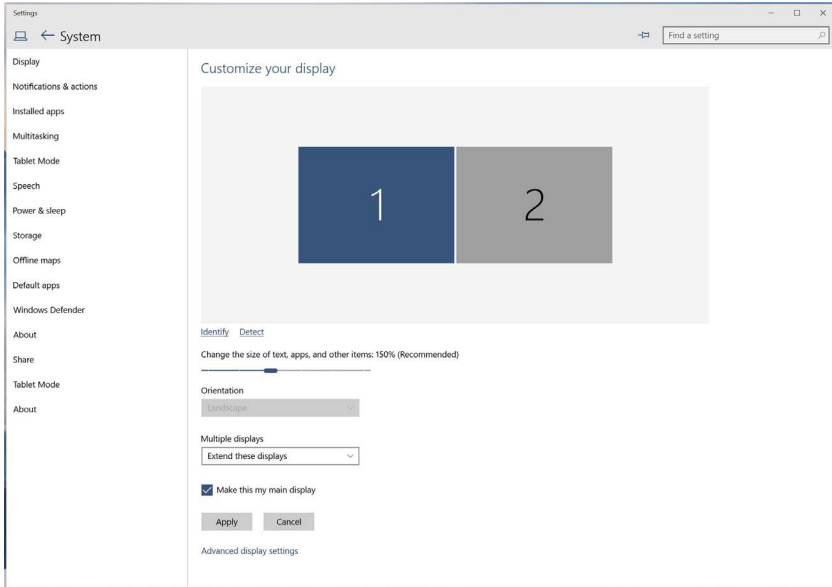 Settings
System
Find a setting
Display
Notifications & actions
Installed apps
Multitasking
Tablet Mode
Speech
Power & sleep
Storage
Offline maps
Default apps
Windows Defender
About
Share
Tablet Mode
About
Customize your display
1 2
Identify Detect
Change the size of text, apps, and other items: 150% (Recommended)
Orientation
Landscape
Multiple displays
Extend these displays
Make this my main display
Apply Cancel
Advanced display settings